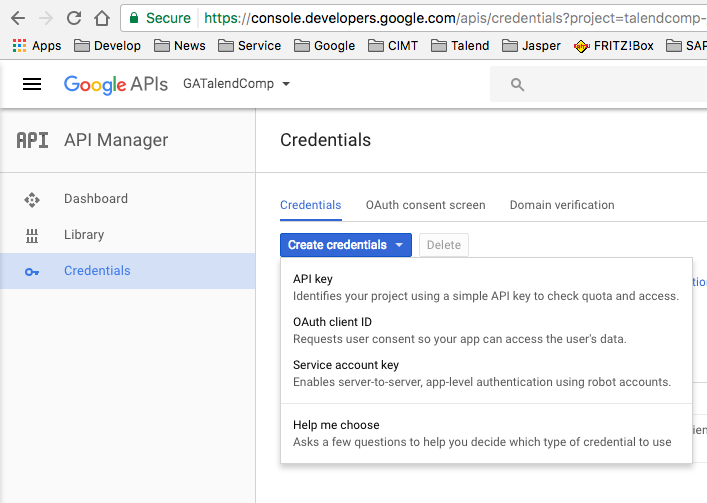 Secure https://console.developers.google.com/apis/credentials?project=talendcomp-
Apps Develop News Service Google CIMT Talend Jasper FRITZ!Box SAP
Google APIs GATalendComp
API API Manager
Credentials
Dashboard
Library
Credentials
Credentials OAuth consent screen Domain verification
Create credentials Delete
API key
Identifies your project using a simple API key to check quota and access.
OAuth client ID
Requests user consent so your app can access the user's data.
Service account key
Enables server-to-server, app-level authentication using robot accounts.
Help me choose
Asks a few questions to help you decide which type of credential to use